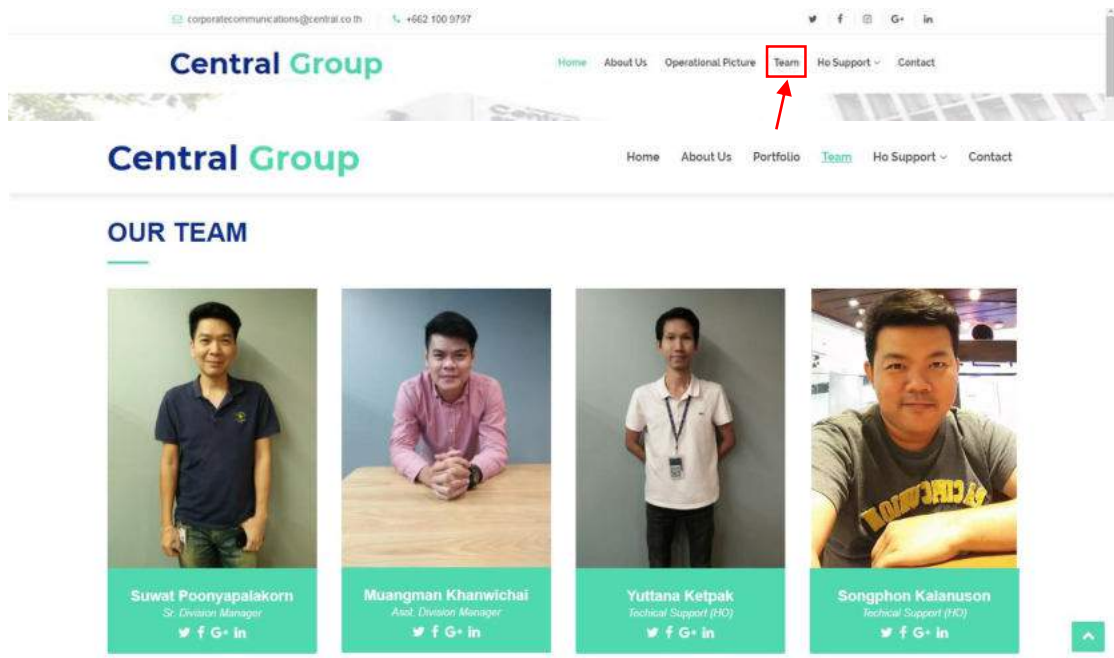 corporatecommunications@central.co.th +662 100 9797 G+ in
Central Group
Home About Us Operational Picture Team Ho Support Contact
Central Group
Home About Us Portfolio Team Ho Support Contact
OUR TEAM
Suwat Poonyapalakorn
Sr. Division Manager
G+ in
Muangman Khanwichai
Asst. Division Manager
G+ in
Yuttana Ketpak
Techical Support (HO)
G+ in
Songphon Kalanuson
Techical Support (HO)
G+ in